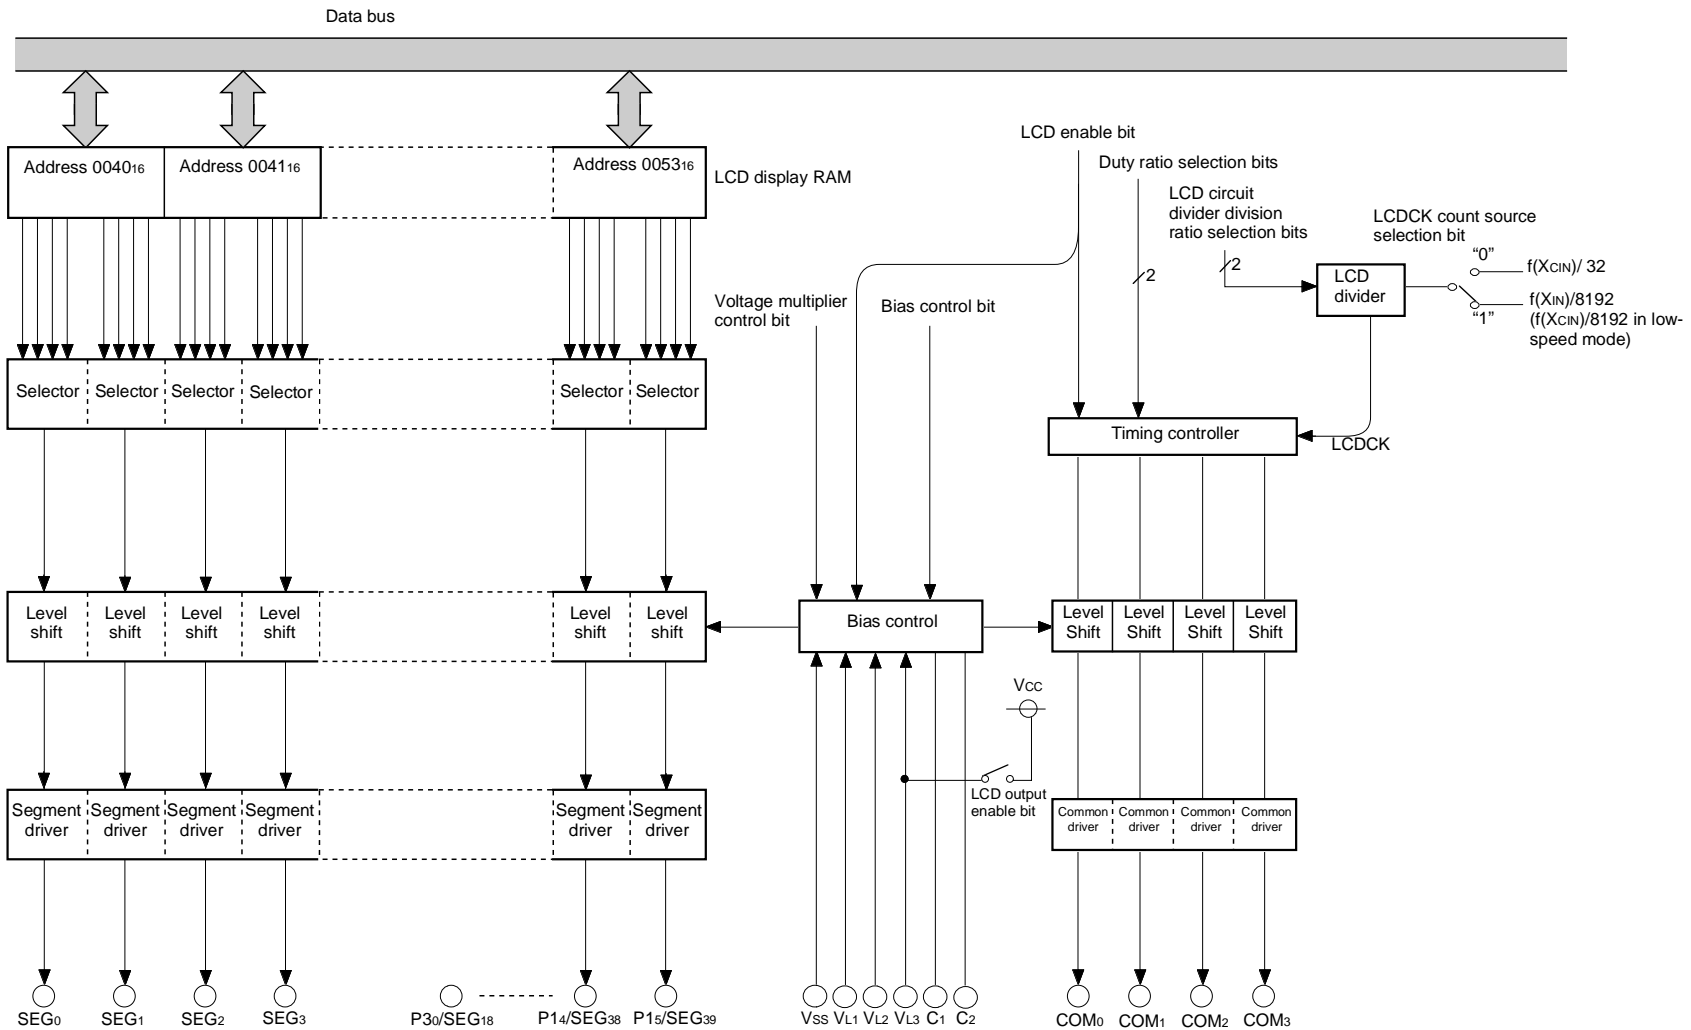 Data bus
Address 0040₁₆
Address 0041₁₆
Address 0053₁₆
LCD display RAM
LCD enable bit
Duty ratio selection bits
LCD circuit
divider division
ratio selection bits
LCDCK count source
selection bit
2
2
LCD
divider
“0”
f(XCIN)/ 32
f(XIN)/8192
“1”
(f(XCIN)/8192 in low-
speed mode)
Voltage multiplier
control bit
Bias control bit
Selector
Selector
Selector
Selector
Selector
Selector
Timing controller
LCDCK
Level
shift
Level
shift
Level
shift
Level
shift
Level
shift
Level
shift
Bias control
Level
Shift
Level
Shift
Level
Shift
Level
Shift
VCC
LCD output
enable bit
Segment
driver
Segment
driver
Segment
driver
Segment
driver
Segment
driver
Segment
driver
Common
driver
Common
driver
Common
driver
Common
driver
SEG₀
SEG₁
SEG₂
SEG₃
P3₀/SEG₁₈
P1₄/SEG₃₈
P1₅/SEG₃₉
VSS
VL1
VL2
VL3
C₁
C₂
COM₀
COM₁
COM₂
COM₃